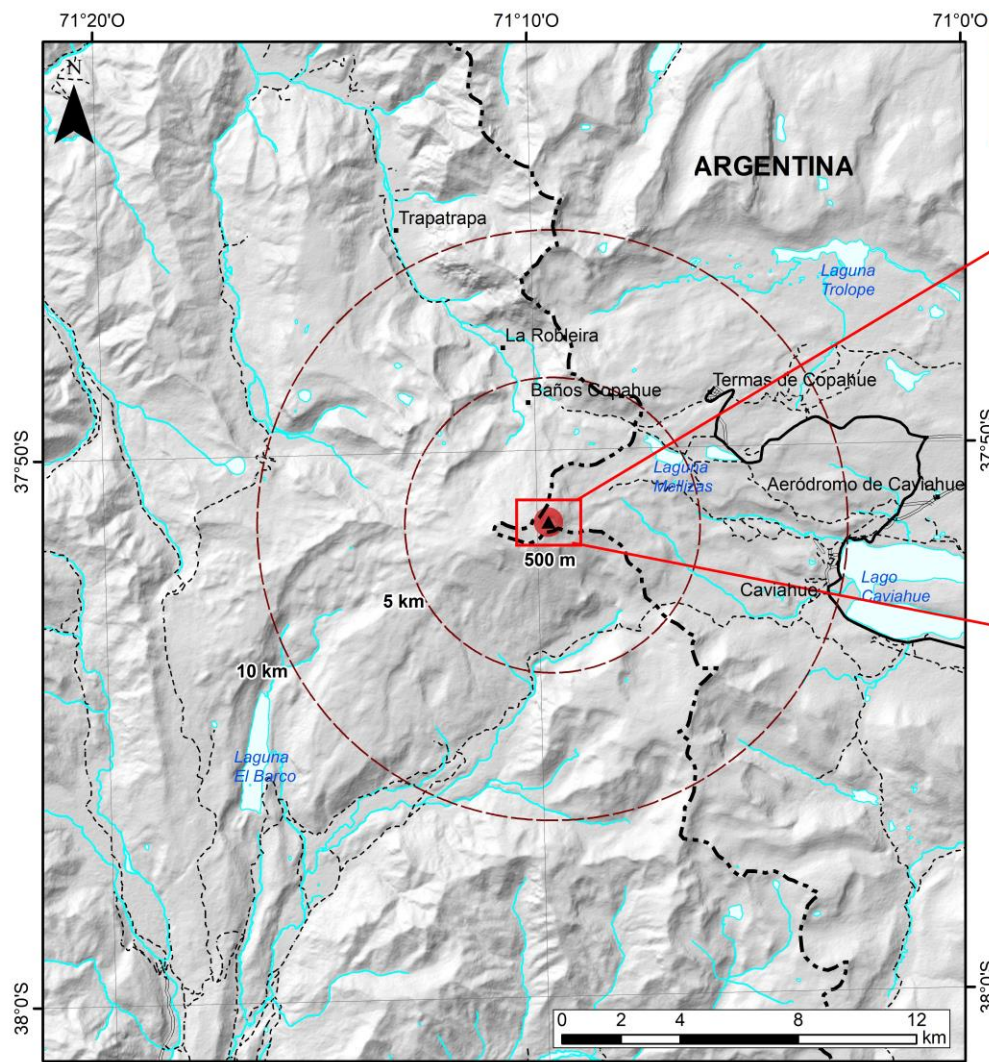 71°20'O
71°10'O
71°0'O
N
ARGENTINA
Trapatrapa
Laguna
Trolope
La Robleira
Termas de Copahue
Baños Copahue
37°50'S
37°50'S
Laguna
Mellizas
Aeródromo de Caviahue
500 m
Lago
Caviahue
Caviahue
5 km
10 km
Laguna
El Barco
38°0'S
38°0'S
0 2 4 8 12
km